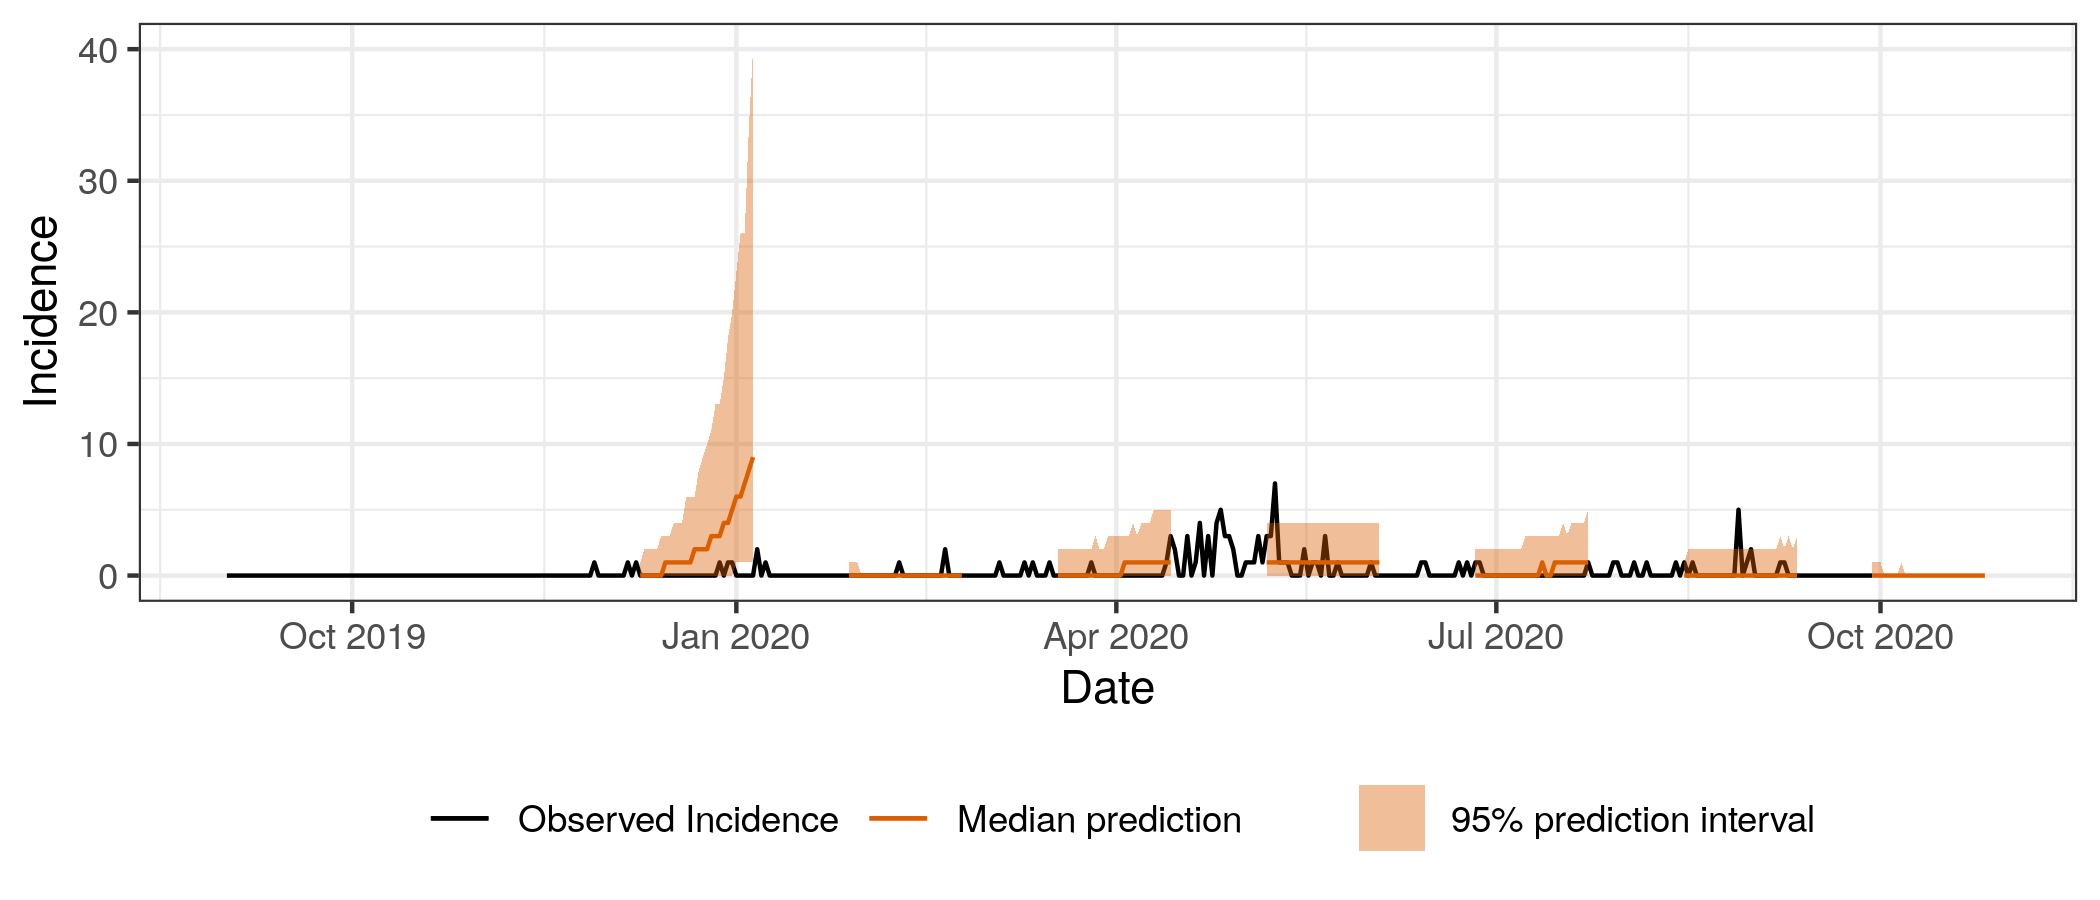 40
30
20
10
0
Incidence
Oct 2019
Jan 2020
Apr 2020
Jul 2020
Oct 2020
Date
Observed Incidence
Median prediction
95% prediction interval